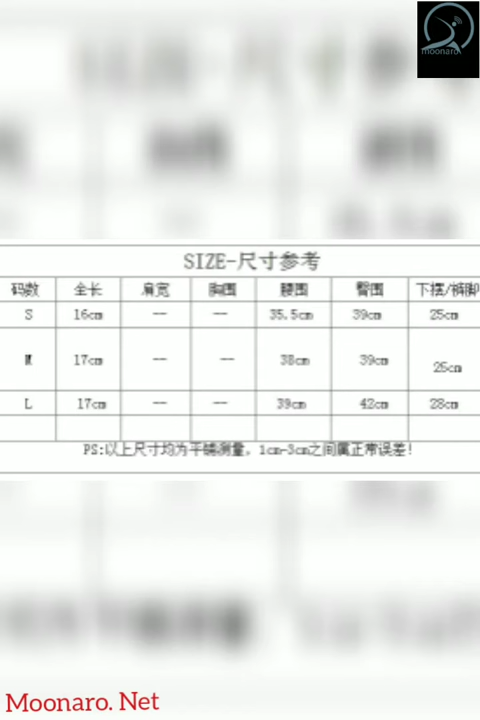 moonaro
SIZE-尺寸参考
码数 全长 肩宽 胸围 腰围 臀围 下摆/裤脚
S 16cm -- -- 35.5cm 39cm 25cm
M 17cm -- -- 38cm 39cm 25cm
L 17cm -- -- 39cm 42cm 28cm
PS:以上尺寸均为平铺测量, 1cm-3cm之间属正常误差!
Moonaro. Net